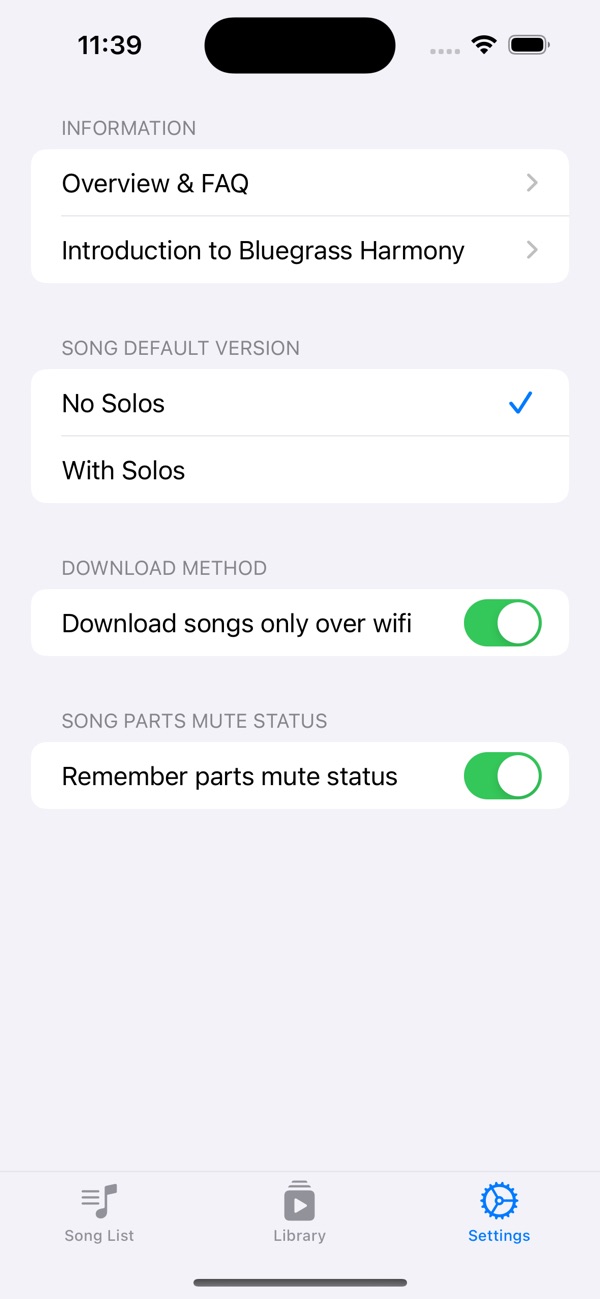 11:39
INFORMATION
Overview & FAQ
Introduction to Bluegrass Harmony
SONG DEFAULT VERSION
No Solos
With Solos
DOWNLOAD METHOD
Download songs only over wifi
SONG PARTS MUTE STATUS
Remember parts mute status
Song List
Library
Settings